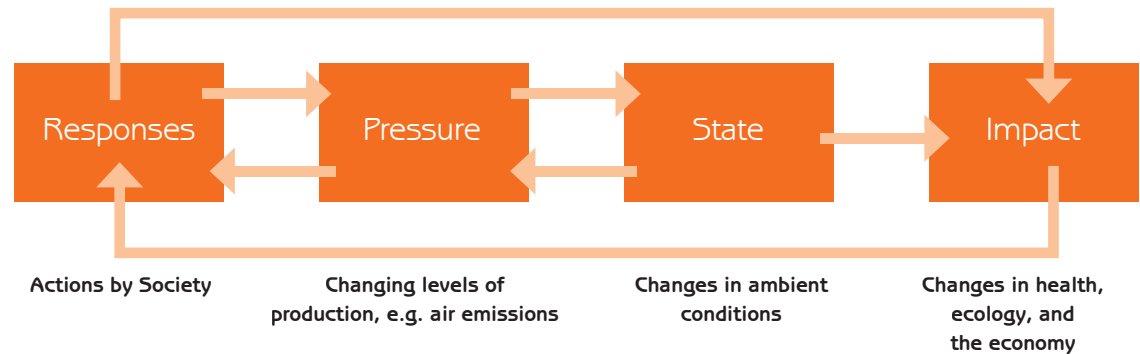 Responses
Pressure
State
Impact
Actions by Society
Changing levels of
production, e.g. air emissions
Changes in ambient
conditions
Changes in health,
ecology, and
the economy